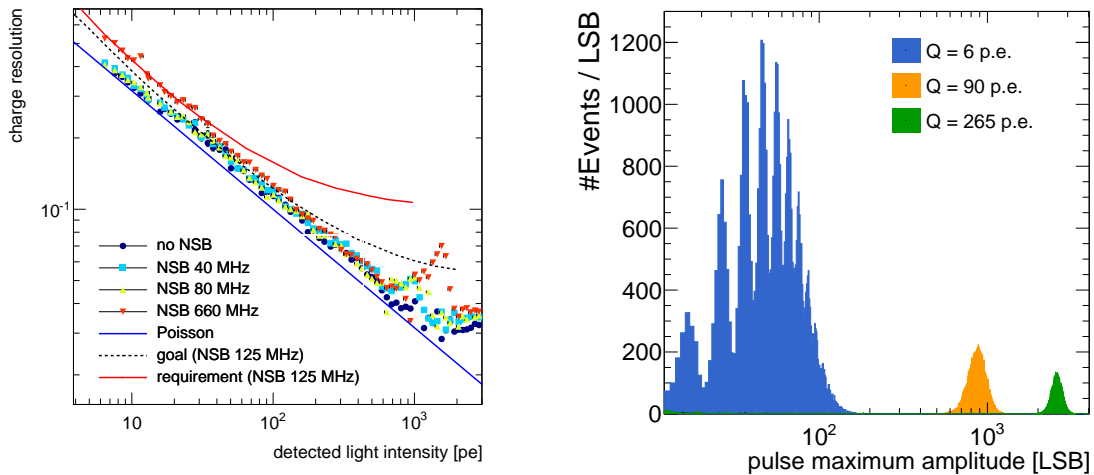 charge resolution
10⁻¹
no NSB
NSB 40 MHz
NSB 80 MHz
NSB 660 MHz
Poisson
goal (NSB 125 MHz)
requirement (NSB 125 MHz)
10 10² 10³
detected light intensity [pe]
#Events / LSB
1200
1000
800
600
400
200
0
Q = 6 p.e.
Q = 90 p.e.
Q = 265 p.e.
10² 10³
pulse maximum amplitude [LSB]